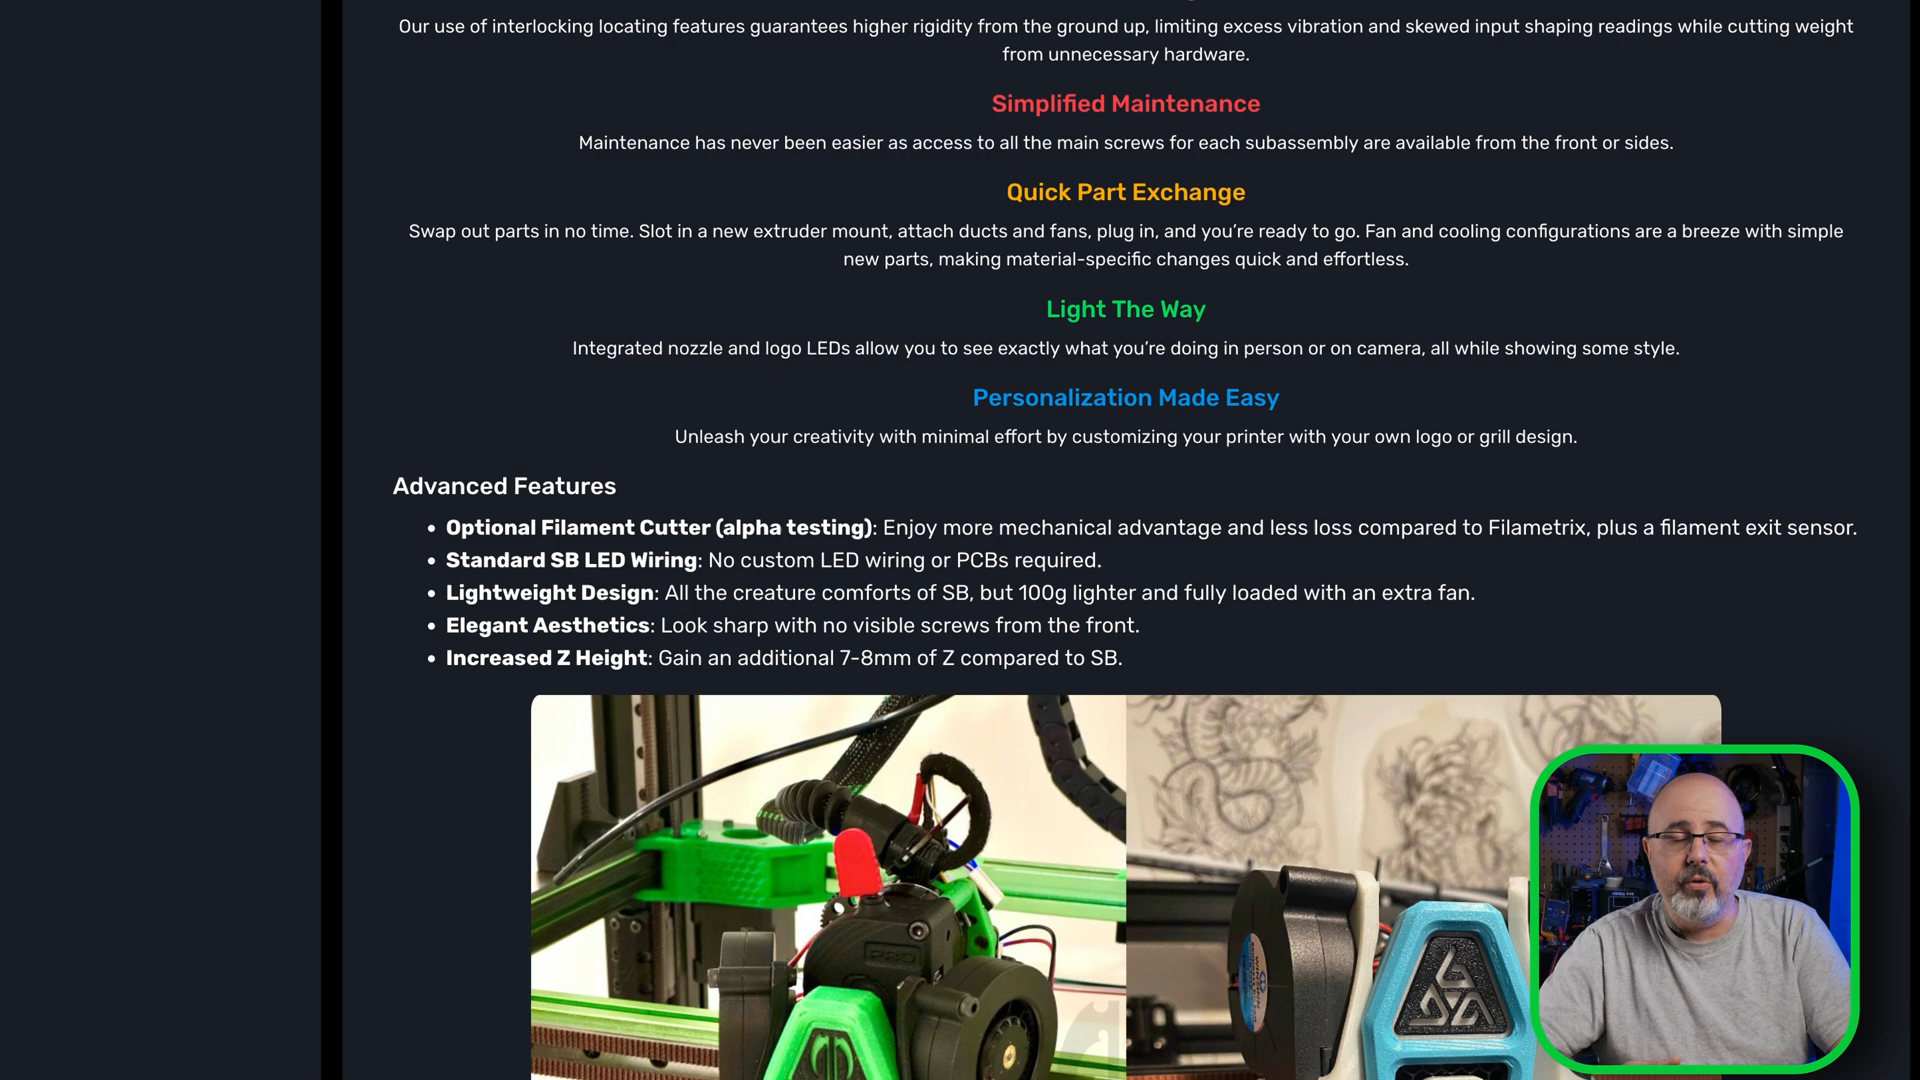 Our use of interlocking locating features guarantees higher rigidity from the ground up, limiting excess vibration and skewed input shaping readings while cutting weight
from unnecessary hardware.
Simplified Maintenance
Maintenance has never been easier as access to all the main screws for each subassembly are available from the front or sides.
Quick Part Exchange
Swap out parts in no time. Slot in a new extruder mount, attach ducts and fans, plug in, and you’re ready to go. Fan and cooling configurations are a breeze with simple
new parts, making material-specific changes quick and effortless.
Light The Way
Integrated nozzle and logo LEDs allow you to see exactly what you’re doing in person or on camera, all while showing some style.
Personalization Made Easy
Unleash your creativity with minimal effort by customizing your printer with your own logo or grill design.
Advanced Features
• Optional Filament Cutter (alpha testing): Enjoy more mechanical advantage and less loss compared to Filametrix, plus a filament exit sensor.
• Standard SB LED Wiring: No custom LED wiring or PCBs required.
• Lightweight Design: All the creature comforts of SB, but 100g lighter and fully loaded with an extra fan.
• Elegant Aesthetics: Look sharp with no visible screws from the front.
• Increased Z Height: Gain an additional 7-8mm of Z compared to SB.
PRO